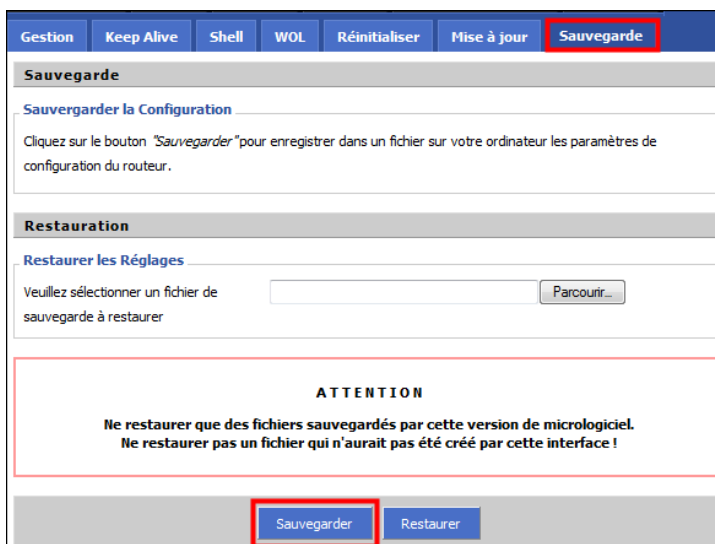 Gestion Keep Alive Shell WOL Réinitialiser Mise à jour Sauvegarde
Sauvegarde
Sauvergarder la Configuration
Cliquez sur le bouton "Sauvegarder"pour enregistrer dans un fichier sur votre ordinateur les paramètres de
configuration du routeur.
Restauration
Restaurer les Réglages
Veuillez sélectionner un fichier de
sauvegarde à restaurer
Parcourir...
ATTENTION
Ne restaurer que des fichiers sauvegardés par cette version de micrologiciel.
Ne restaurer pas un fichier qui n'aurait pas été créé par cette interface !
Sauvegarder Restaurer